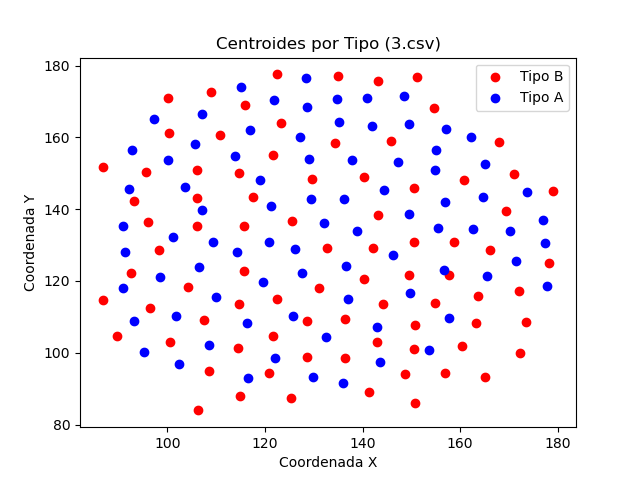 Centroides por Tipo (3.csv)
180
160
140
120
100
80
Coordenada Y
100
120
140
160
180
Coordenada X
Tipo B
Tipo A